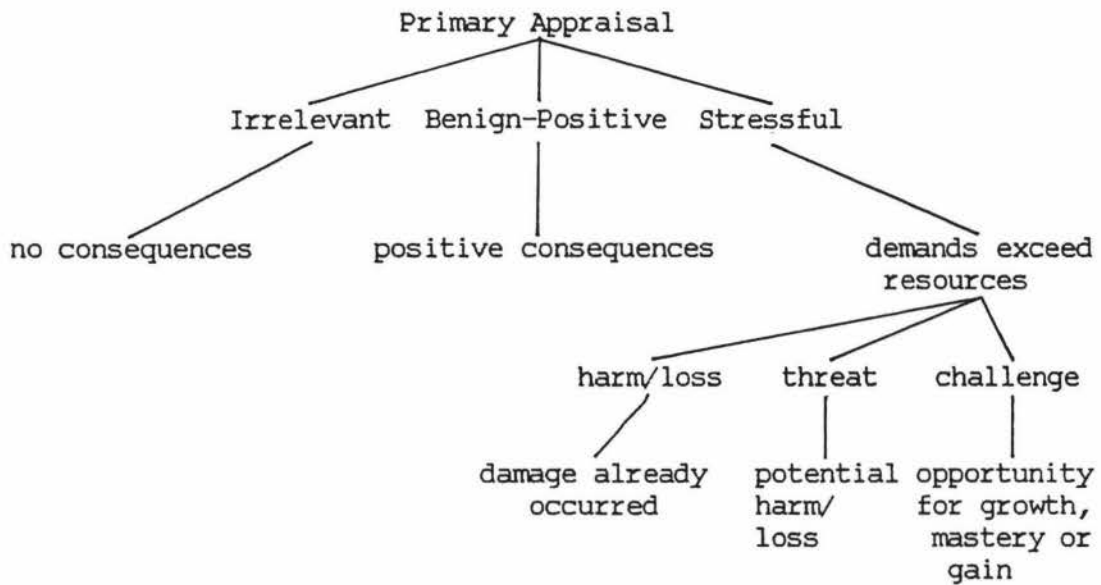 Primary Appraisal
Irrelevant Benign-Positive Stressful
no consequences positive consequences demands exceed
resources
harm/loss threat challenge
damage already potential opportunity
occurred harm/ for growth,
loss mastery or
gain